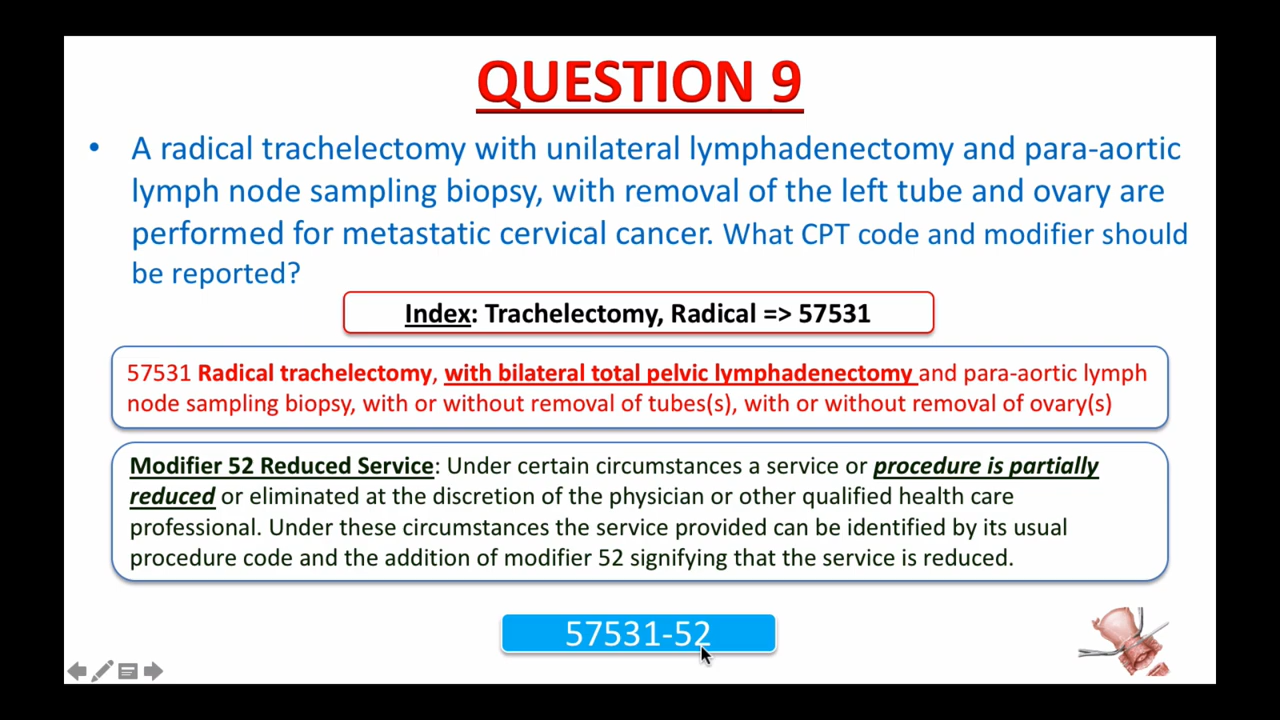 QUESTION 9
• A radical trachelectomy with unilateral lymphadenectomy and para-aortic
lymph node sampling biopsy, with removal of the left tube and ovary are
performed for metastatic cervical cancer. What CPT code and modifier should
be reported?
Index: Trachelectomy, Radical => 57531
57531 Radical trachelectomy, with bilateral total pelvic lymphadenectomy and para-aortic lymph
node sampling biopsy, with or without removal of tubes(s), with or without removal of ovary(s)
Modifier 52 Reduced Service: Under certain circumstances a service or procedure is partially
reduced or eliminated at the discretion of the physician or other qualified health care
professional. Under these circumstances the service provided can be identified by its usual
procedure code and the addition of modifier 52 signifying that the service is reduced.
57531-52